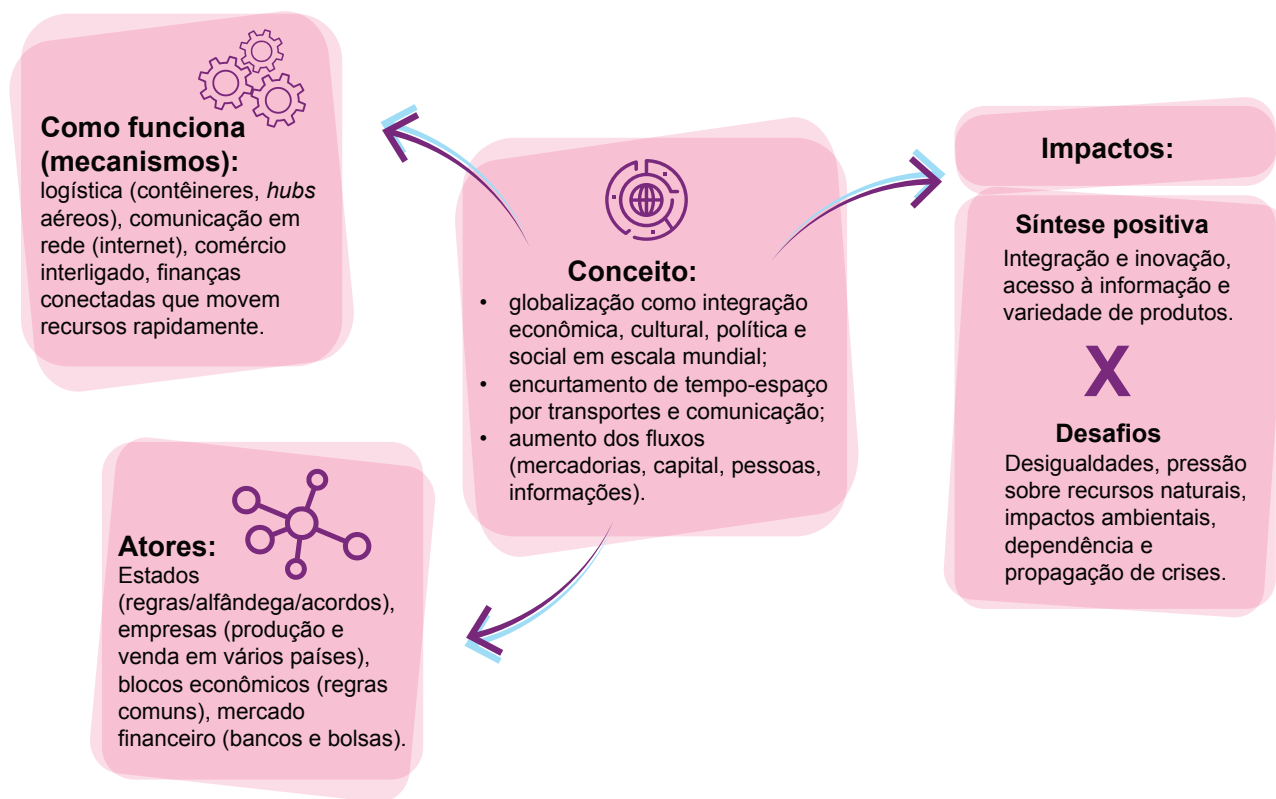 Como funciona
(mecanismos):
logística (contêineres, hubs
aéreos), comunicação em
rede (internet), comércio
interligado, finanças
conectadas que movem
recursos rapidamente.
Conceito:
• globalização como integração
econômica, cultural, política e
social em escala mundial;
• encurtamento de tempo-espaço
por transportes e comunicação;
• aumento dos fluxos
(mercadorias, capital, pessoas,
informações).
Impactos:
Síntese positiva
Integração e inovação,
acesso à informação e
variedade de produtos.
X
Desafios
Desigualdades, pressão
sobre recursos naturais,
impactos ambientais,
dependência e
propagação de crises.
Atores:
Estados
(regras/alfândega/acordos),
empresas (produção e
venda em vários países),
blocos econômicos (regras
comuns), mercado
financeiro (bancos e bolsas).